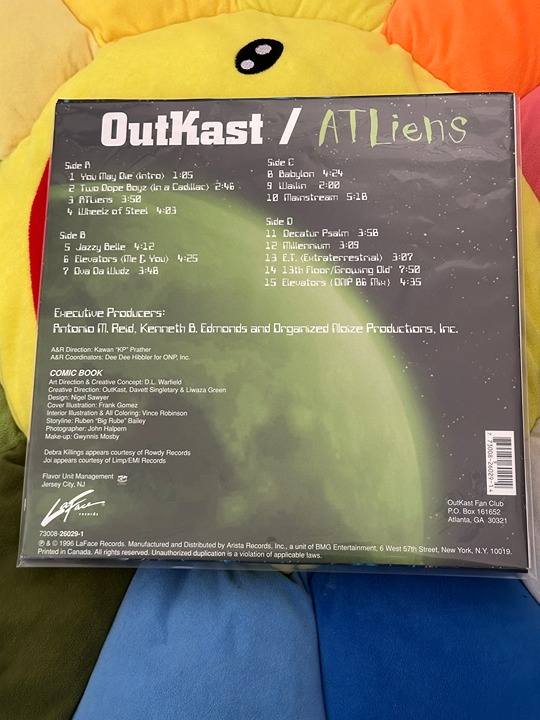 OutKast / ATLiens
Side A
1 You May Die (intro) 1:05
2 Two Dope Boyz (In a Cadillac) 2:46
3 ATLiens 3:50
4 Wheelz of Steel 4:03
Side B
5 Jazzy Belle 4:12
6 Elevators (Me & You) 4:25
7 Ova Da Wudz 3:48
Side C
8 Babylon 4:24
9 Wailin' 2:00
10 Mainstream 5:18
Side D
11 Decatur Psalm 3:58
12 Millennium 3:09
13 E.T. (Extraterrestrial) 3:07
14 13th Floor/Growing Old' 7:50
15 Elevators (ONP 86 Mix) 4:35
Executive Producers:
Antonio M. Reid, Kenneth B. Edmonds and Organized Noize Productions, Inc.
A&R Direction: Kawan "KP" Prather
A&R Coordinators: Dee Dee Hibbler for ONP, Inc.
COMIC BOOK
Art Direction & Creative Concept: D.L. Warfield
Creative Direction: OutKast, Davett Singletary & Liwaza Green
Design: Nigel Sawyer
Cover Illustration: Frank Gomez
Interior Illustration & All Coloring: Vince Robinson
Storyline: Ruben "Big Rube" Bailey
Photographer: John Halpern
Make-up: Gwynnis Mosby
Debra Killings appears courtesy of Rowdy Records
Joi appears courtesy of Limp/EMI Records
Flavor Unit Management
Jersey City, NJ
LaFace
records
73008-26029-1
7 73008-26029-1 4
OutKast Fan Club
P.O. Box 161652
Atlanta, GA 30321
℗ & © 1996 LaFace Records. Manufactured and Distributed by Arista Records, Inc., a unit of BMG Entertainment, 6 West 57th Street, New York, N.Y. 10019.
Printed in Canada. All rights reserved. Unauthorized duplication is a violation of applicable laws.